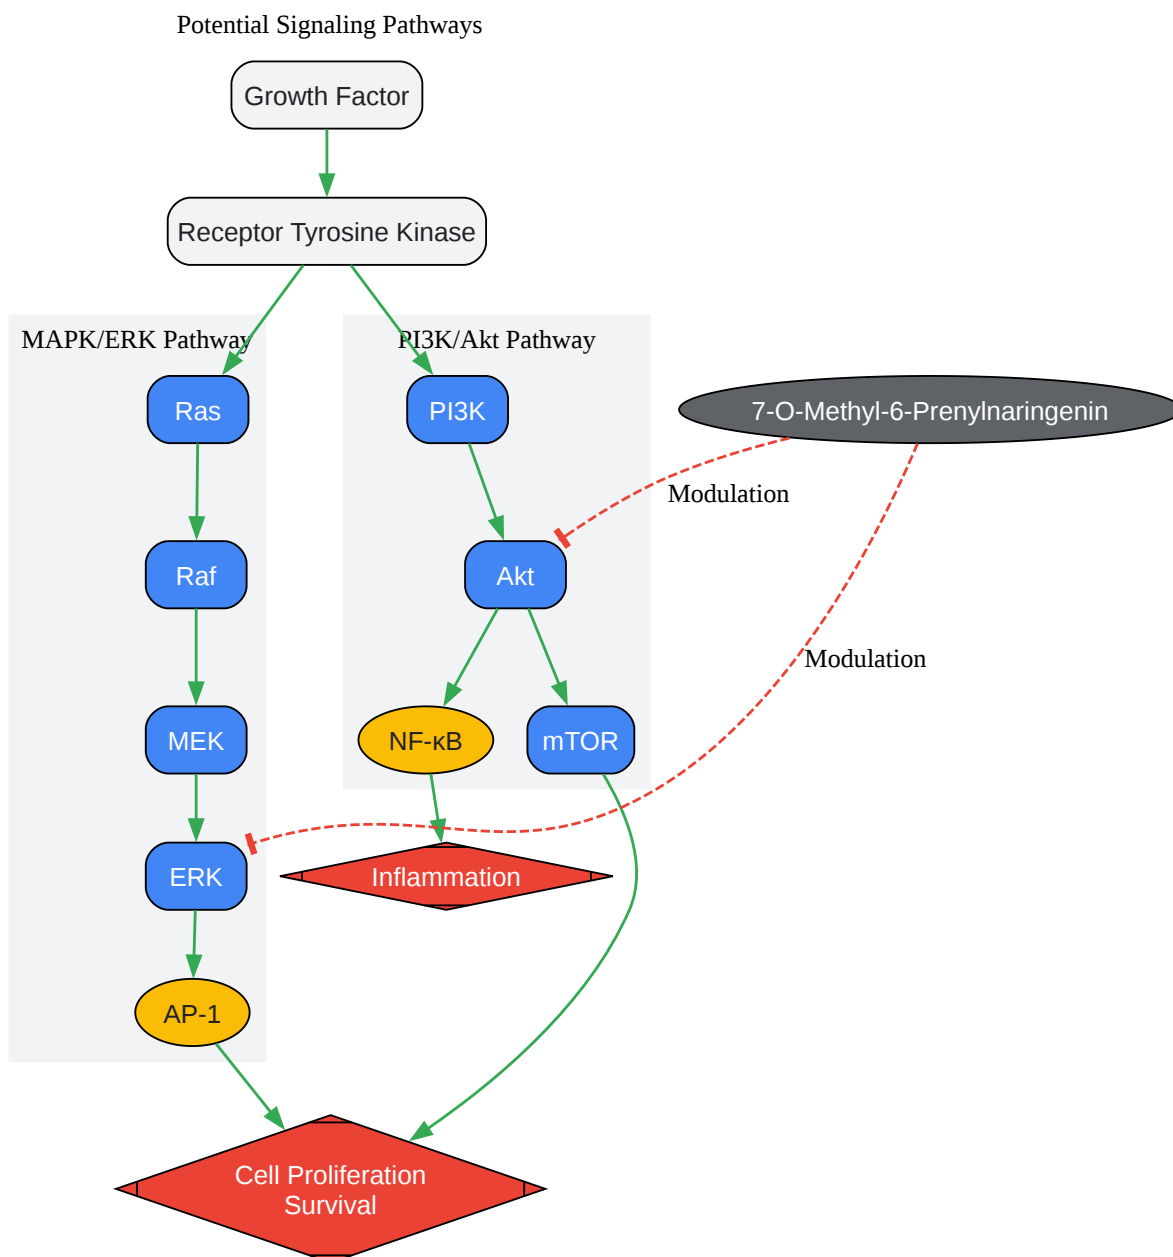 Potential Signaling Pathways
Growth Factor
Receptor Tyrosine Kinase
MAPK/ERK Pathway
PI3K/Akt Pathway
Ras
PI3K
7-O-Methyl-6-Prenylnaringenin
Modulation
Raf
Akt
Modulation
MEK
NF-κB
mTOR
ERK
Inflammation
AP-1
Cell Proliferation
Survival